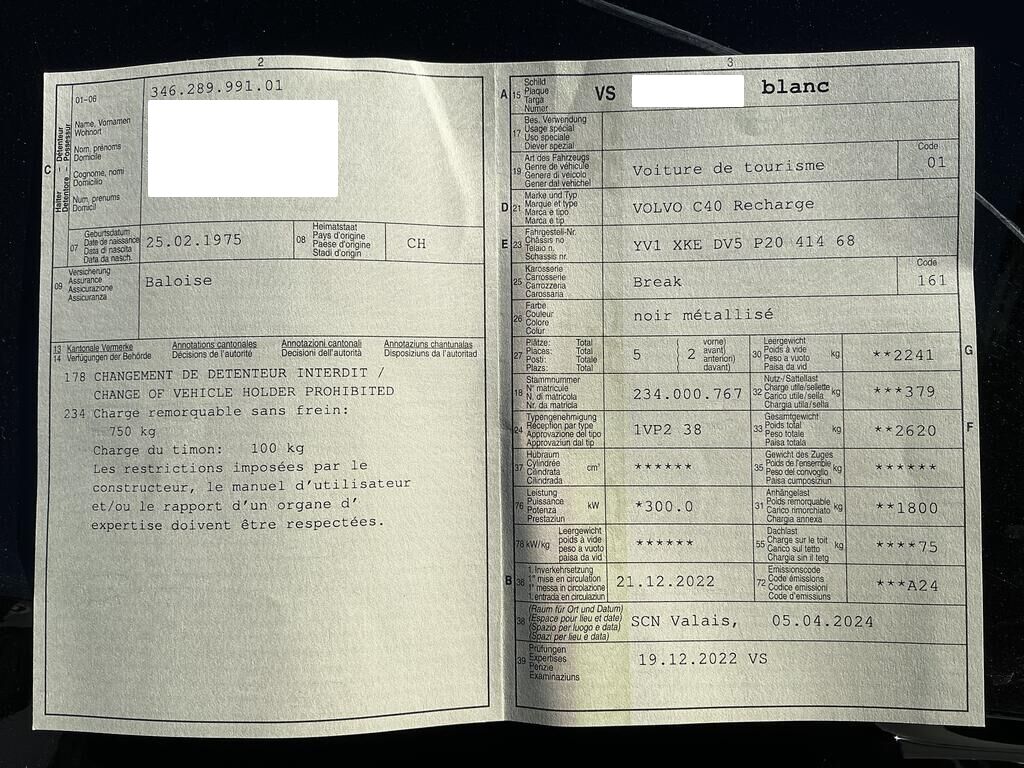 2
346.289.991.01
01-06
C
Halter – Détenteur
Detentore – Possessur
Name, Vornamen
Wohnort
Nom, prénoms
Domicile
Cognome, nomi
Domicilio
Num, prenums
Domicil
07
Geburtsdatum
Date de naissance
Data di nascita
Data da nasch.
25.02.1975
08
Heimatstaat
Pays d'origine
Paese d'origine
Stadi d'origin
CH
09
Versicherung
Assurance
Assicurazione
Assicuranza
Baloise
13 Kantonale Vermerke
14 Verfügungen der Behörde
Annotations cantonales
Décisions de l'autorité
Annotazioni cantonali
Decisioni dell'autorità
Annotaziuns chantunalas
Disposiziuns da l'autoritad
178 CHANGEMENT DE DETENTEUR INTERDIT /
CHANGE OF VEHICLE HOLDER PROHIBITED
234 Charge remorquable sans frein:
750 kg
Charge du timon: 100 kg
Les restrictions imposées par le
constructeur, le manuel d'utilisateur
et/ou le rapport d'un organe d'
expertise doivent être respectées.
3
A 15
Schild
Plaque
Targa
Numer
VS blanc
17
Bes. Verwendung
Usage spécial
Uso speciale
Diever spezial
19
Art des Fahrzeugs
Genre de véhicule
Genere di veicolo
Gener dal vehichel
Voiture de tourisme
Code
01
D 21
Marke und Typ
Marque et type
Marca e tipo
Marca e tip
VOLVO C40 Recharge
E 23
Fahrgestell-Nr.
Châssis no
Telaio n.
Schassis nr.
YV1 XKE DV5 P20 414 68
25
Karosserie
Carrosserie
Carrozzeria
Carossaria
Break
Code
161
26
Farbe
Couleur
Colore
Colur
noir métallisé
27
Plätze: Total
Places: Total
Posti: Totale
Plazs: Total
5 { 2
vorne)
avant)
anteriori)
davant)
30
Leergewicht
Poids à vide
Peso a vuoto
Paisa da vid
kg
**2241
G
18
Stammnummer
N° matricule
N. di matricola
Nr. da matricla
234.000.767
32
Nutz-/Sattellast
Charge utile/sellette
Carico utile/sella
Chargia utila/sella
kg
***379
24
Typengenehmigung
Réception par type
Approvazione del tipo
Approvaziun dal tip
1VP2 38
33
Gesamtgewicht
Poids total
Peso totale
Paisa totala
kg
**2620
F
37
Hubraum
Cylindrée
Cilindrata
Cilindrada
cm³
******
35
Gewicht des Zuges
Poids de l'ensemble
Peso del convoglio
Paisa cumposiziun
kg
******
76
Leistung
Puissance
Potenza
Prestaziun
kW
*300.0
31
Anhängelast
Poids remorquable
Carico rimorchiato
Chargia annexa
kg
**1800
78 kW/kg
Leergewicht
poids à vide
peso a vuoto
paisa da vid
******
55
Dachlast
Charge sur le toit
Carico sul tetto
Chargia sin il tetg
kg
****75
B 36
1. Inverkehrsetzung
1re mise en circulation
1a messa in circolazione
1. entrada en circulaziun
21.12.2022
72
Emissionscode
Code émissions
Codice emissioni
Code d'emissiuns
***A24
38
(Raum für Ort und Datum)
(Espace pour lieu et date)
(Spazio per luogo e data)
(Spazi per lieu e data)
SCN Valais, 05.04.2024
39
Prüfungen
Expertises
Perizie
Examinaziuns
19.12.2022 VS